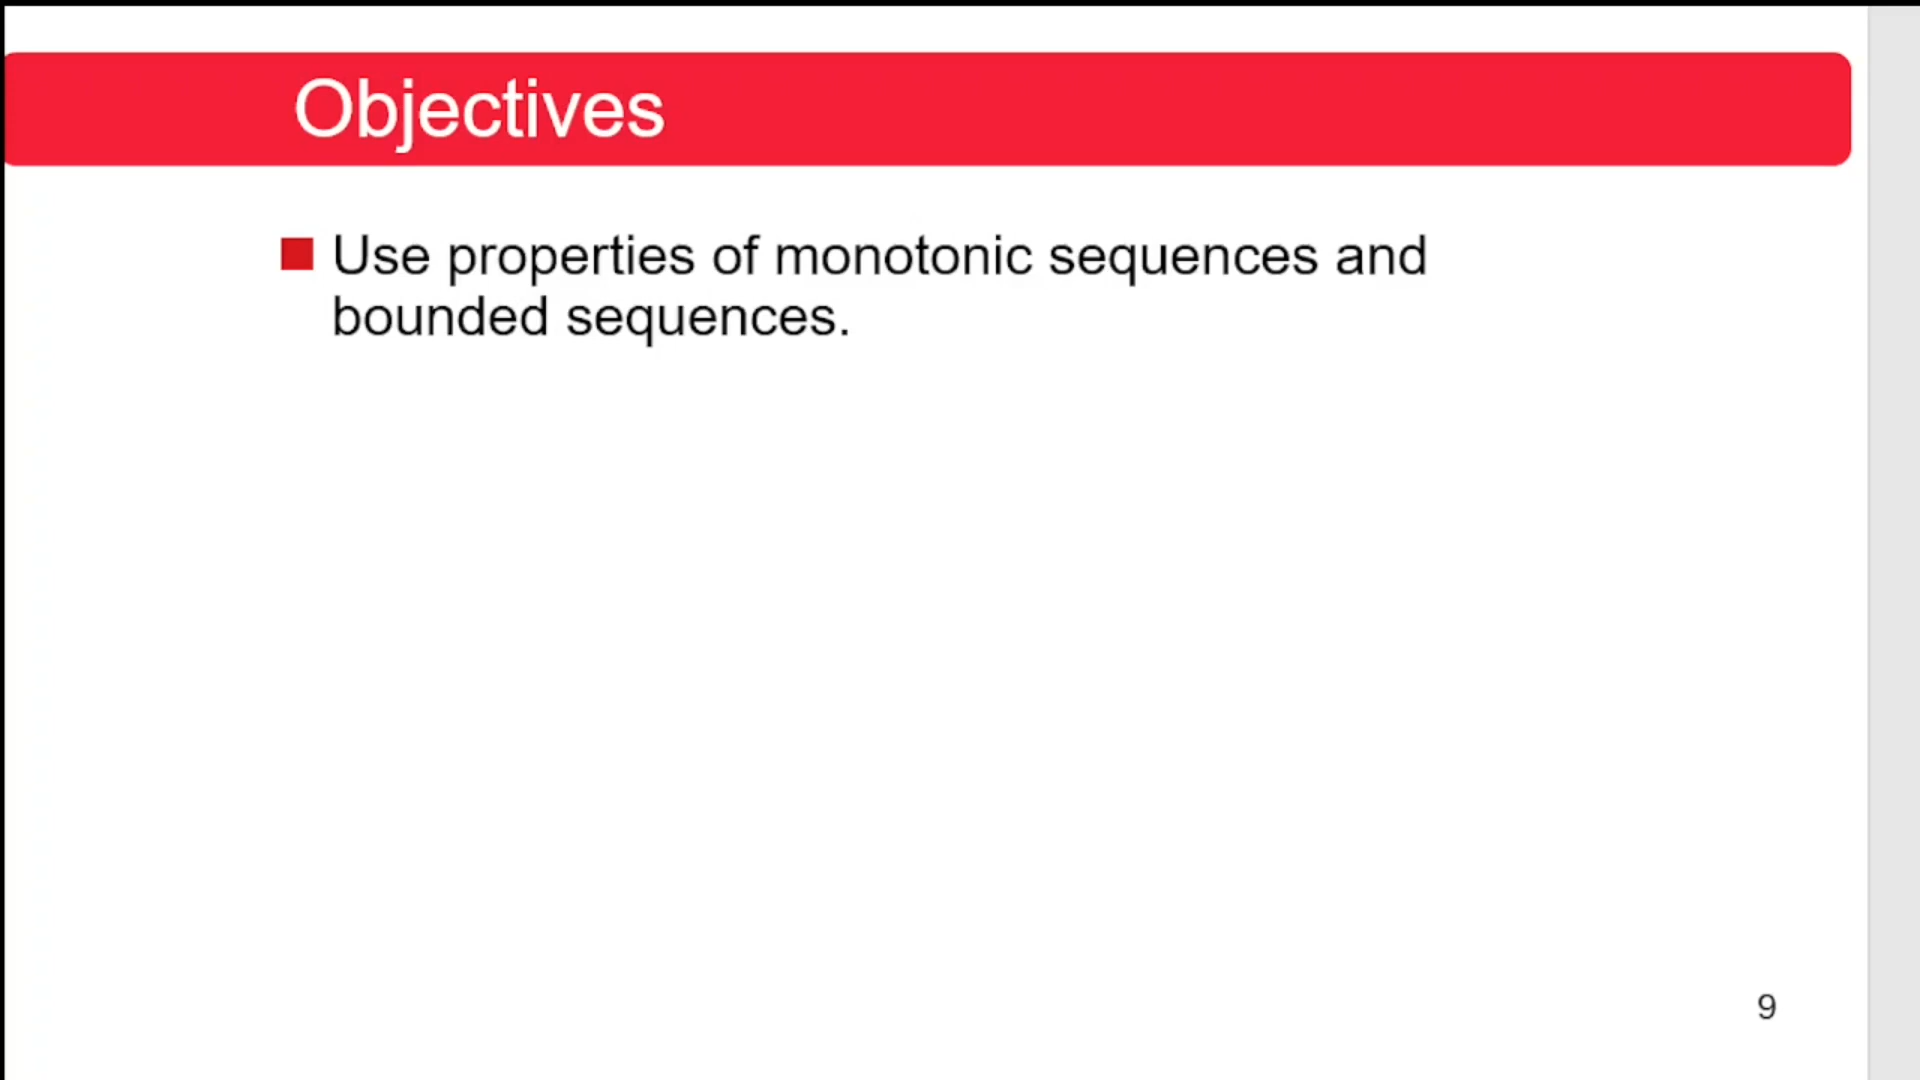 Objectives
Use properties of monotonic sequences and
bounded sequences.
9